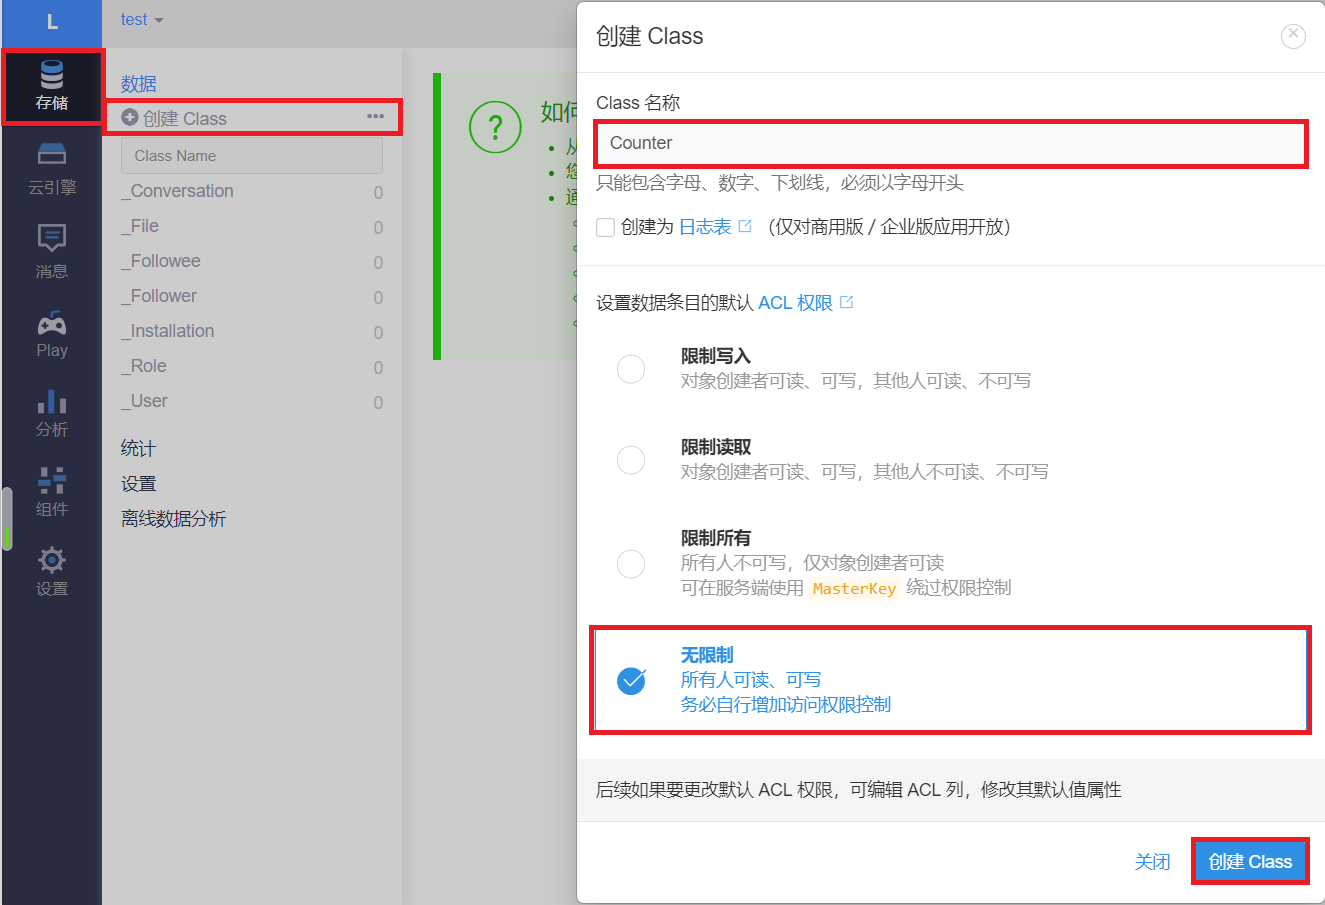 L
存储
云引擎
消息
Play
分析
组件
设置
test
数据
创建 Class
Class Name
_Conversation 0
_File 0
_Followee 0
_Follower 0
_Installation 0
_Role 0
_User 0
统计
设置
离线数据分析
?
如何
从
您
通
创建 Class
Class 名称
Counter
只能包含字母、数字、下划线，必须以字母开头
创建为 日志表 （仅对商用版 / 企业版应用开放）
设置数据条目的默认 ACL 权限
限制写入
对象创建者可读、可写，其他人可读、不可写
限制读取
对象创建者可读、可写，其他人不可读、不可写
限制所有
所有人不可写，仅对象创建者可读
可在服务端使用 MasterKey 绕过权限控制
无限制
所有人可读、可写
务必自行增加访问权限控制
后续如果要更改默认 ACL 权限，可编辑 ACL 列，修改其默认值属性
关闭
创建 Class